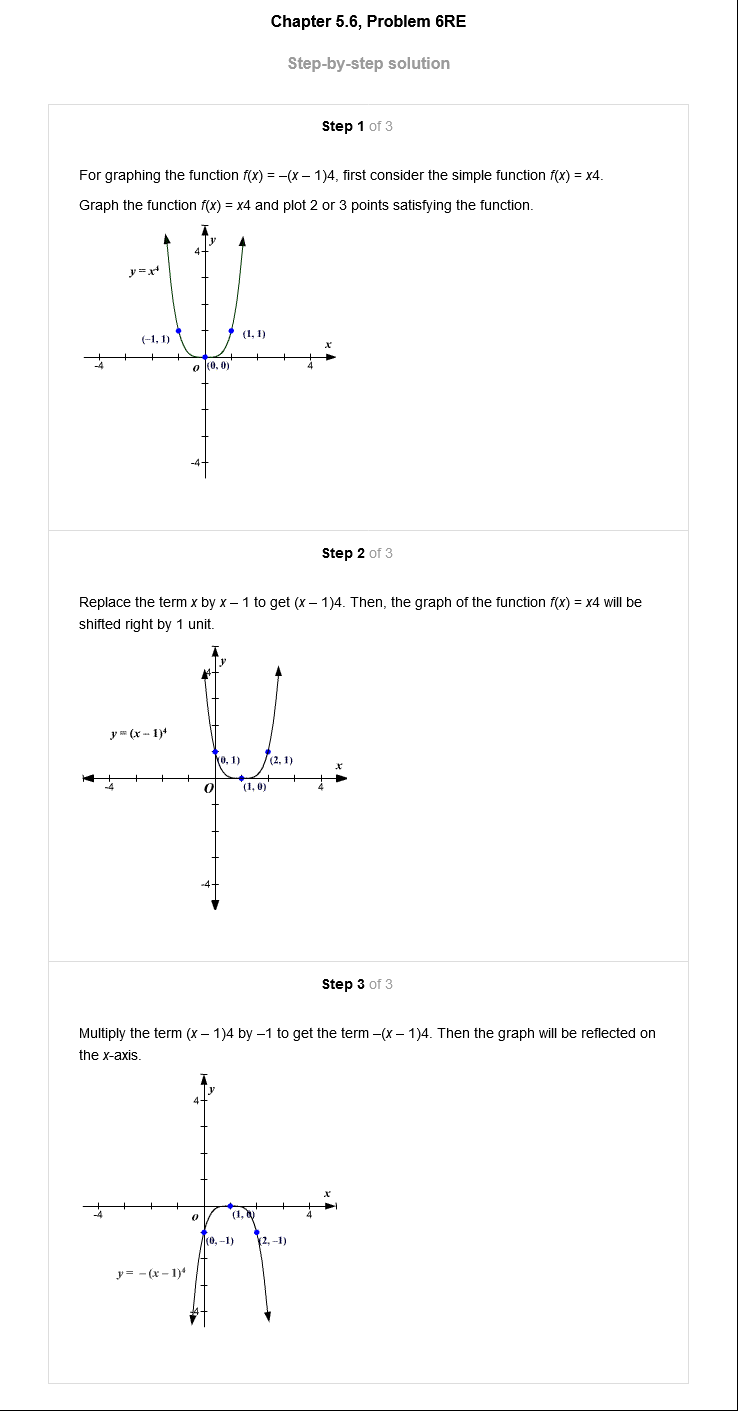 Chapter 5.6, Problem 6RE
Step-by-step solution
Step 1 of 3
For graphing the function f(x) = –(x – 1)4, first consider the simple function f(x) = x4.
Graph the function f(x) = x4 and plot 2 or 3 points satisfying the function.
y
4
y = x⁴
(–1, 1)
(1, 1)
x
-4
O
(0, 0)
4
-4
Step 2 of 3
Replace the term x by x – 1 to get (x – 1)4. Then, the graph of the function f(x) = x4 will be
shifted right by 1 unit.
y
4
y = (x – 1)⁴
(0, 1)
(2, 1)
x
-4
O
(1, 0)
4
-4
Step 3 of 3
Multiply the term (x – 1)4 by –1 to get the term –(x – 1)4. Then the graph will be reflected on
the x-axis.
y
4
x
-4
O
(1, 0)
4
(0, –1)
(2, –1)
y = – (x – 1)⁴
-4